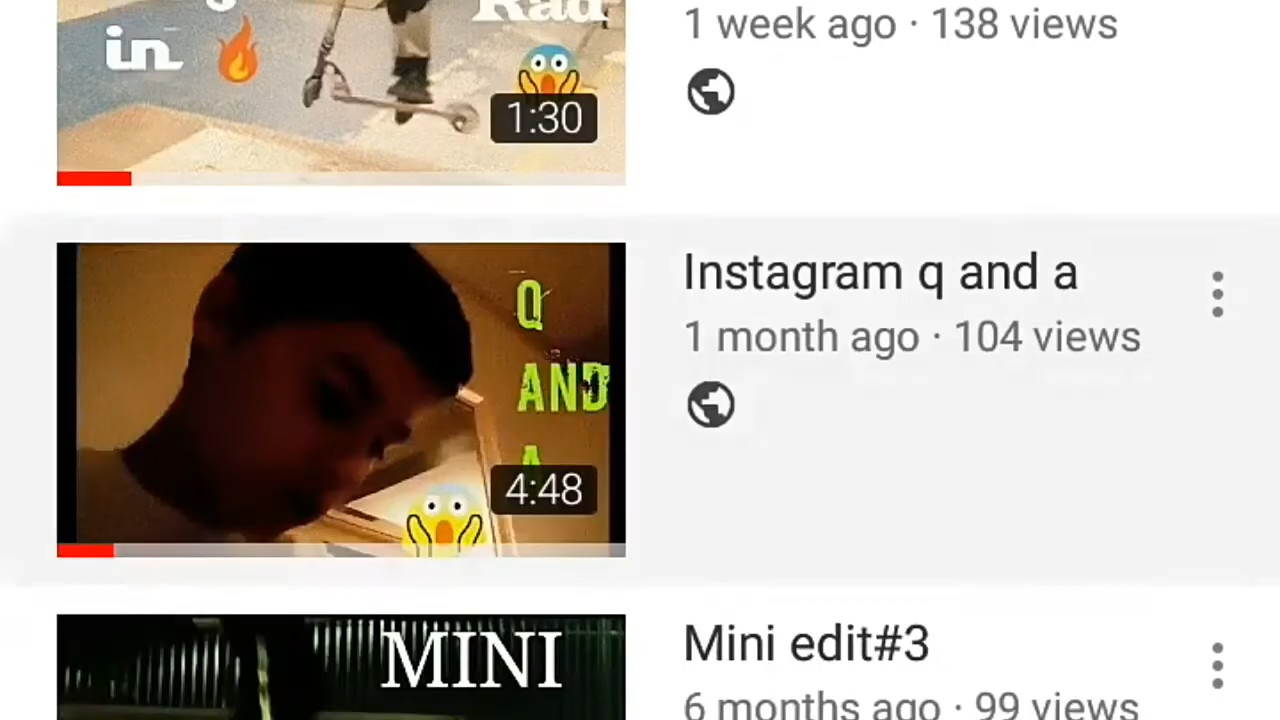 Rad
in
1 week ago · 138 views
1:30
Instagram q and a
1 month ago · 104 views
Q
AND
A
4:48
MINI
Mini edit#3
6 months ago · 99 views